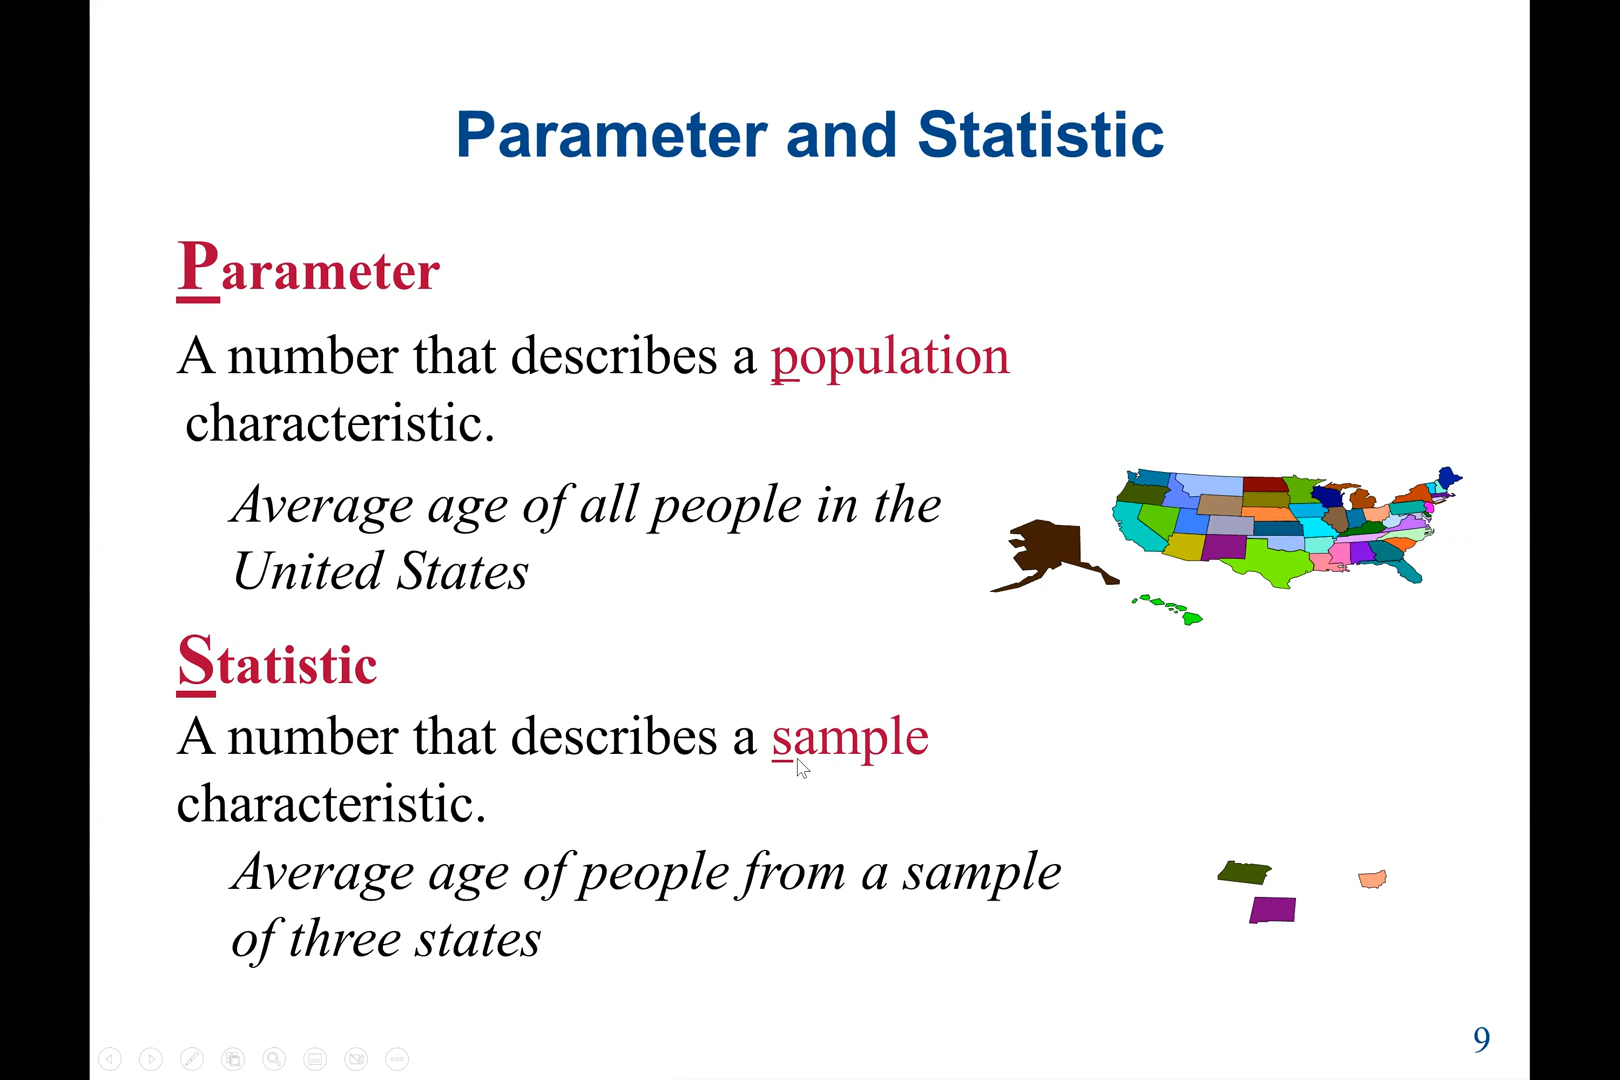 Parameter and Statistic
Parameter
A number that describes a population
characteristic.
Average age of all people in the
United States
Statistic
A number that describes a sample
characteristic.
Average age of people from a sample
of three states
9